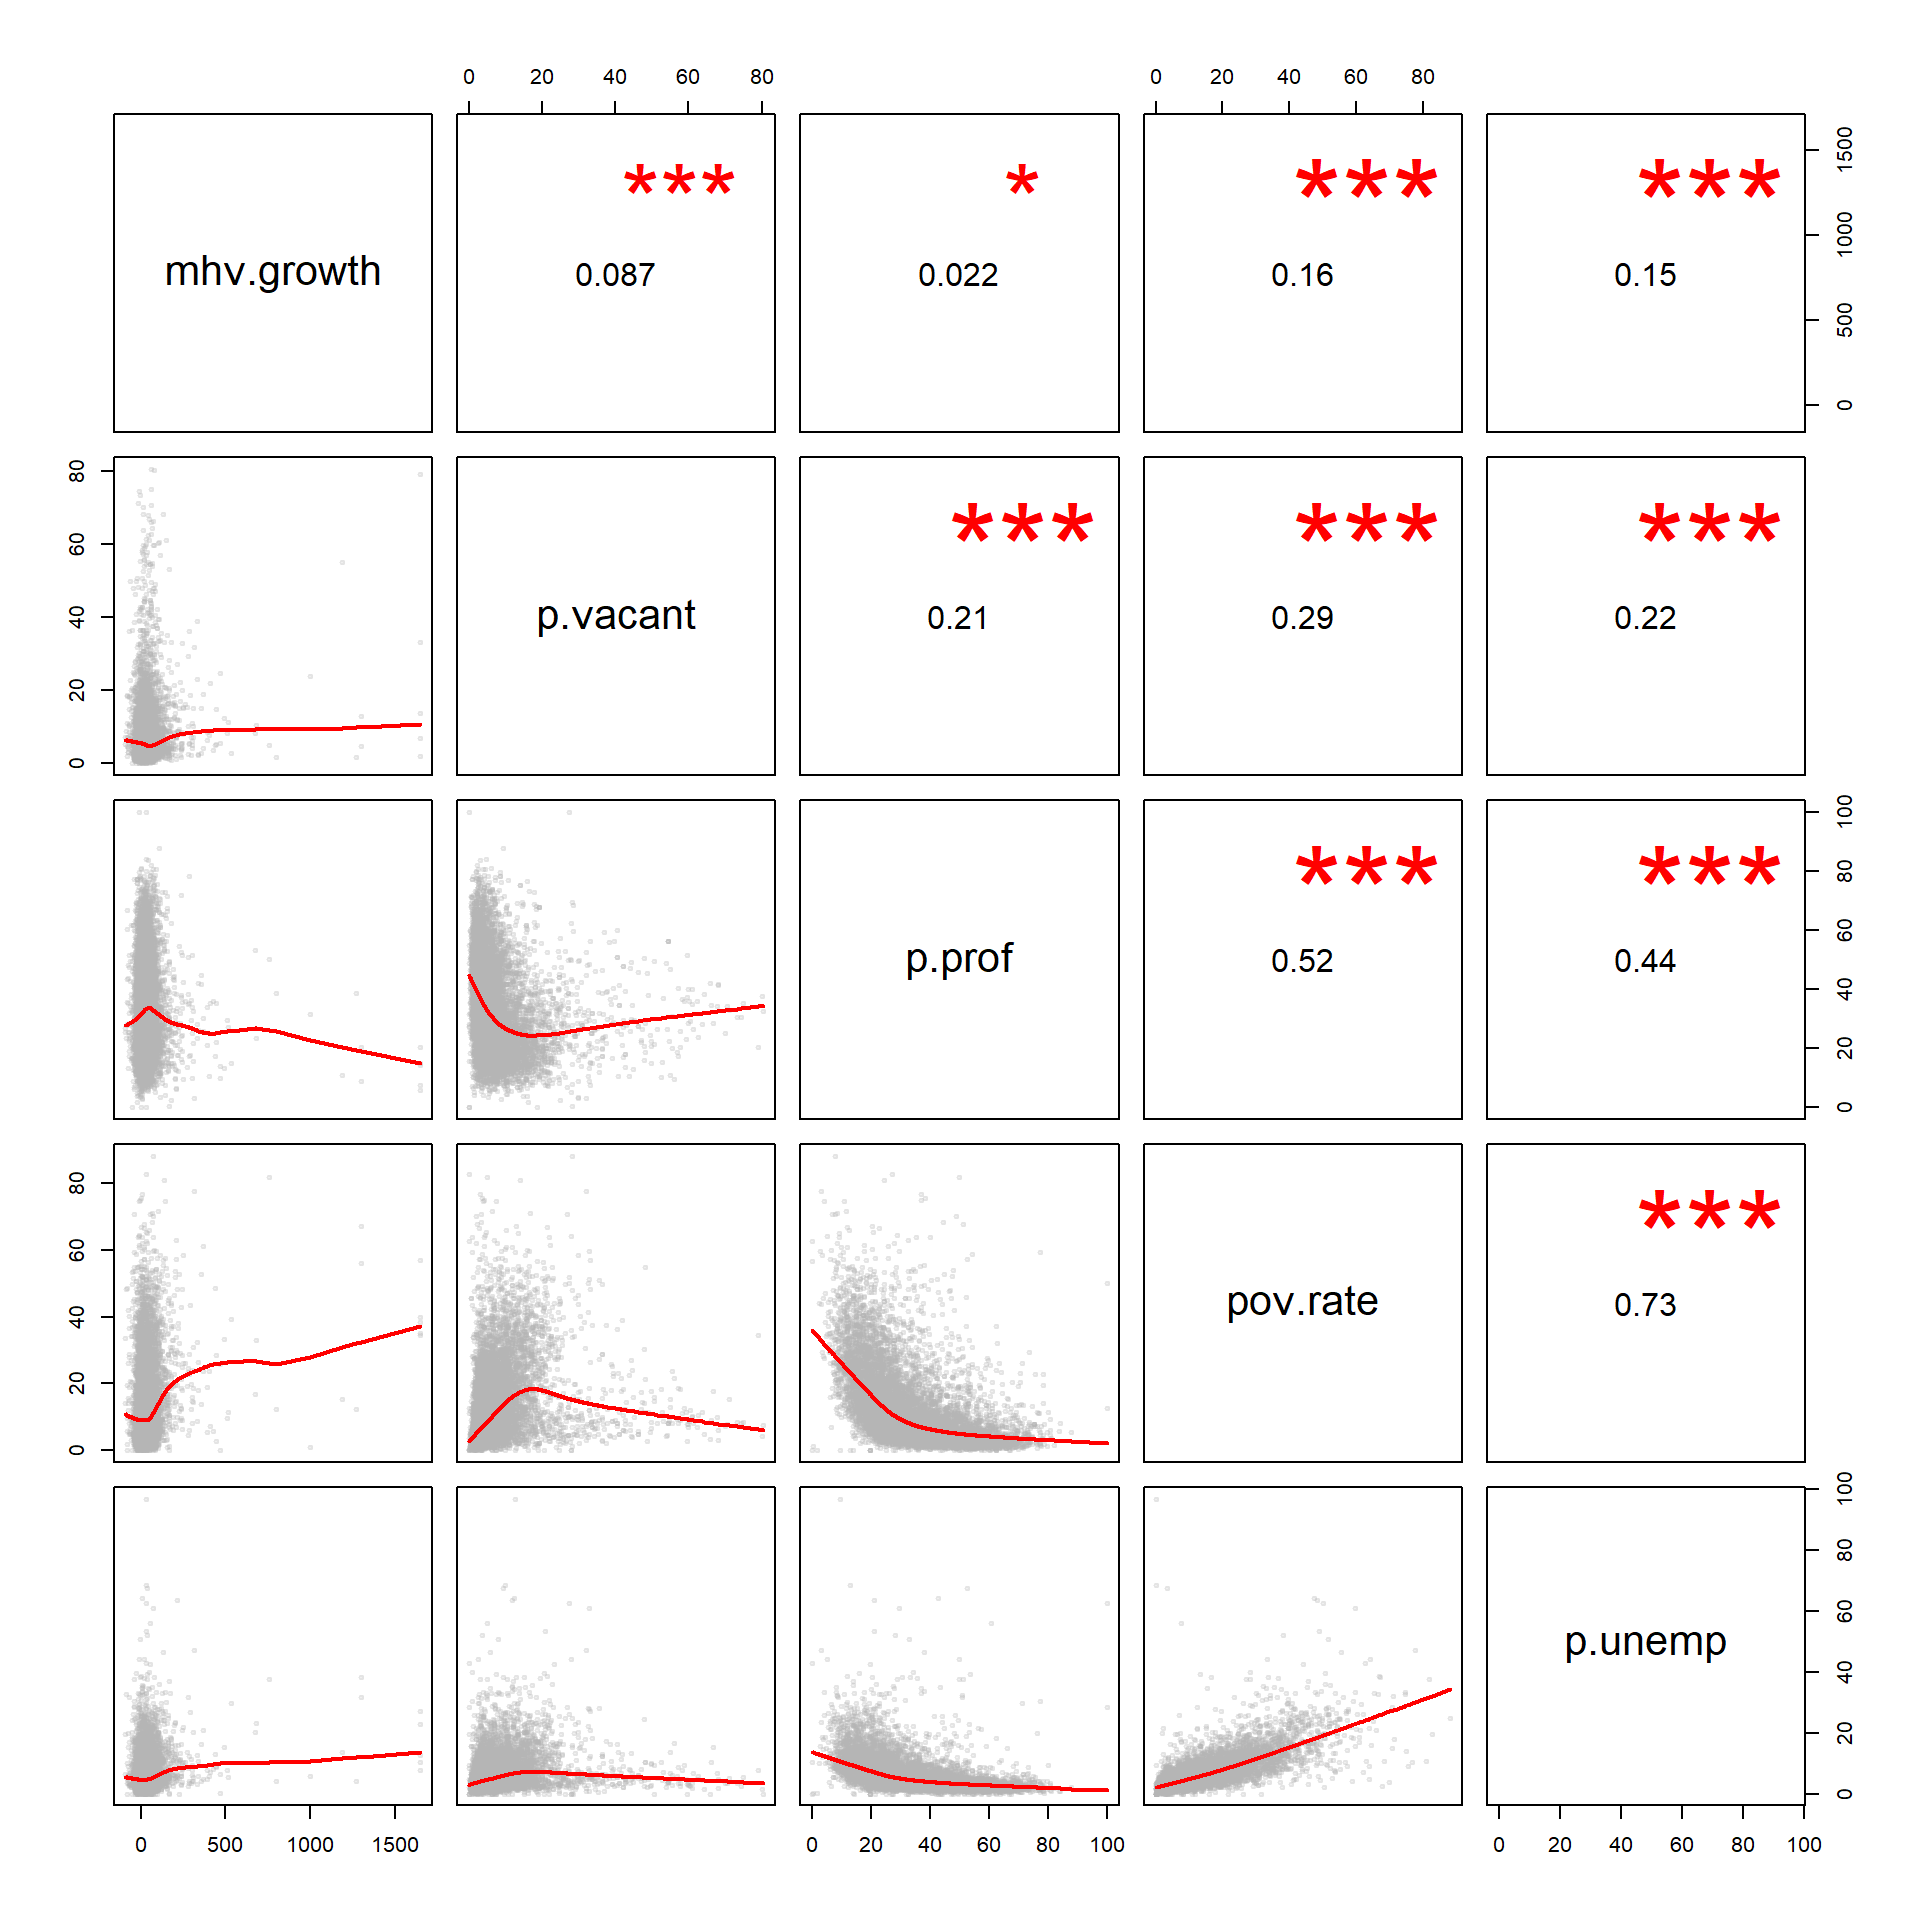 0 20 40 60 80 0 20 40 60 80
*** * *** ***
mhv.growth 0.087 0.022 0.16 0.15
0 500 1000 1500
*** *** ***
p.vacant 0.21 0.29 0.22
0 20 40 60 80
*** ***
p.prof 0.52 0.44
0 20 40 60 80 100
***
pov.rate 0.73
0 20 40 60 80
p.unemp
0 20 40 60 80 100
0 500 1000 1500 0 20 40 60 80 100 0 20 40 60 80 100